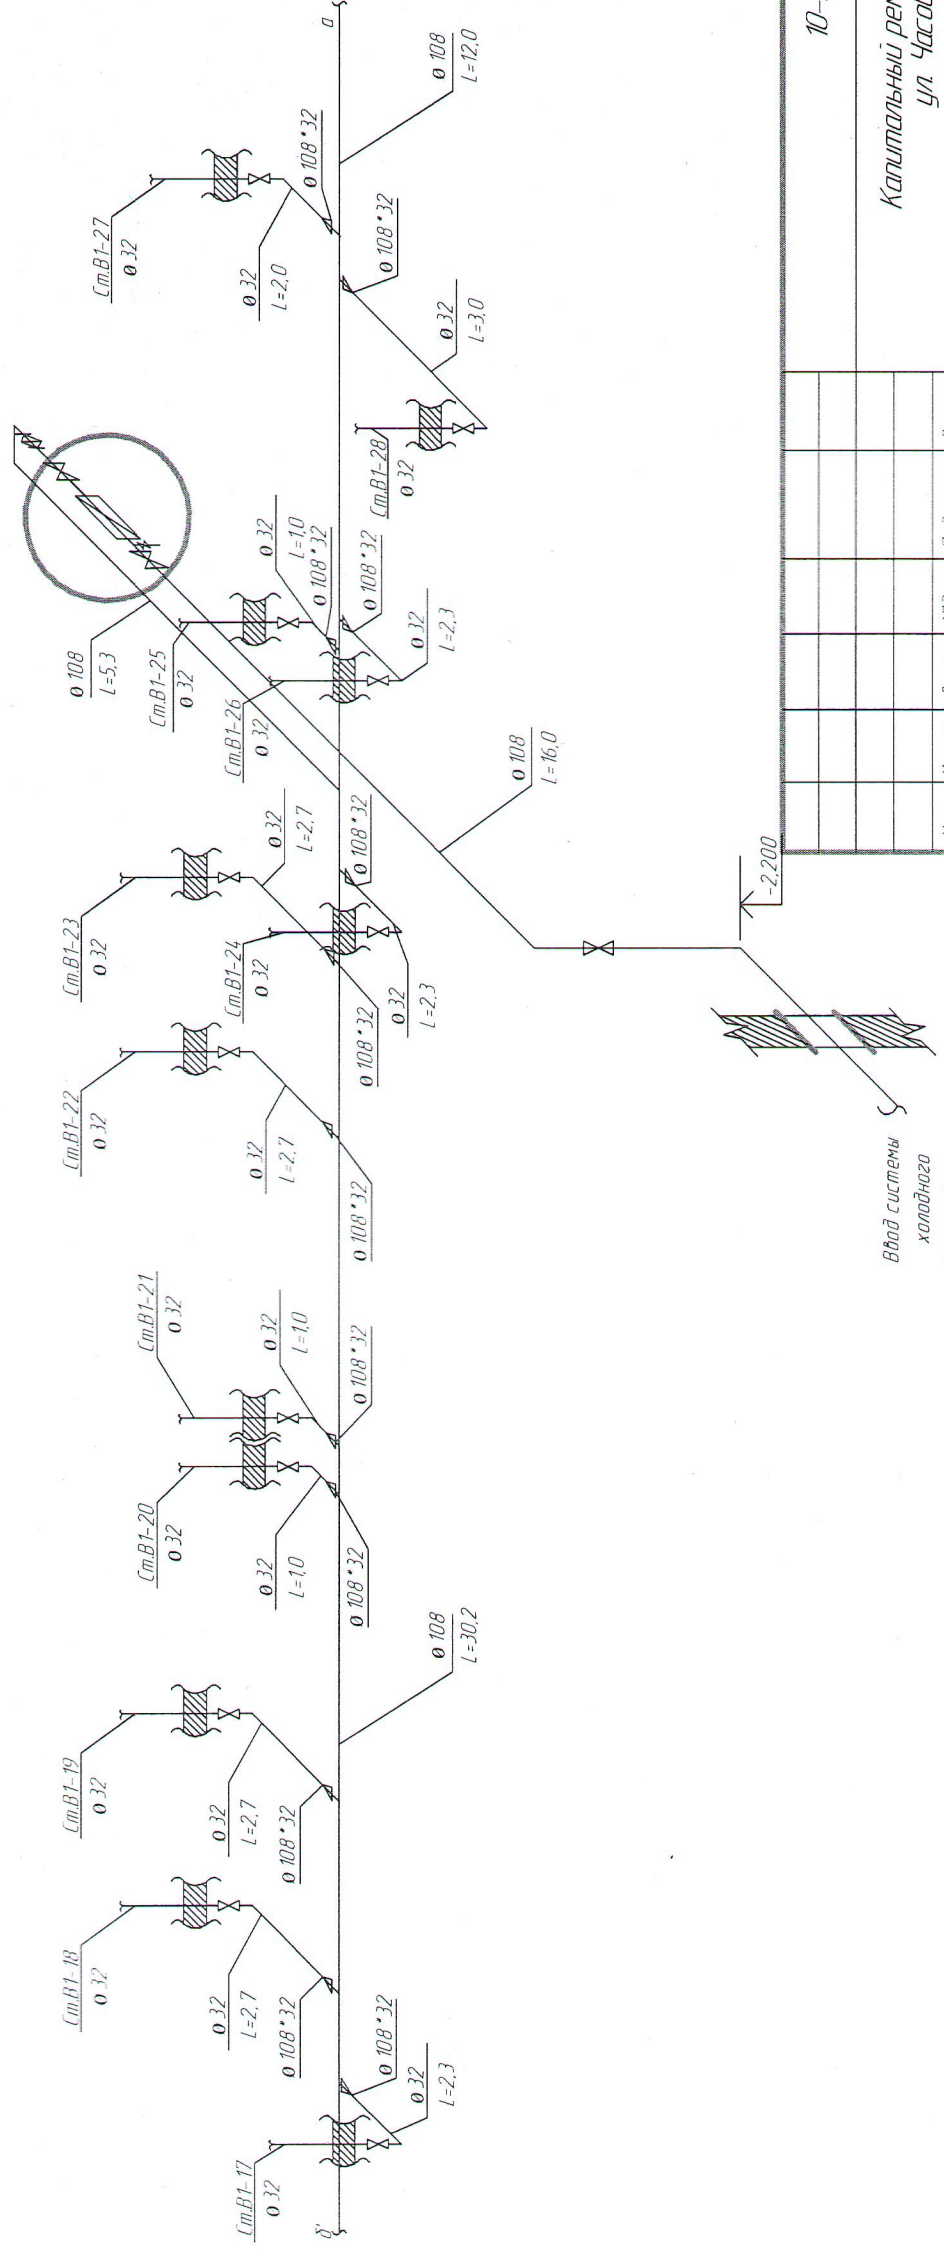 б'
Ст.В1-17
ø 32
ø 108*32
ø 32
L=2,3
Ст.В1-18
ø 32
ø 32
L=2,7
ø 108*32
Ст.В1-19
ø 32
ø 32
L=2,7
ø 108*32
ø 108
L=30,2
Ст.В1-20
ø 32
ø 32
L=1,0
ø 108*32
Ст.В1-21
ø 32
ø 32
L=1,0
ø 108*32
Ст.В1-22
ø 32
ø 32
L=2,7
ø 108*32
Ст.В1-23
ø 32
ø 32
L=2,7
ø 108*32
Ст.В1-24
ø 32
ø 108*32
ø 32
L=2,3
ø 108
L=5,3
Ст.В1-25
ø 32
ø 32
L=1,0
ø 108*32
Ст.В1-26
ø 32
ø 108*32
ø 32
L=2,3
Ст.В1-27
ø 32
ø 32
L=2,0
ø 108*32
Ст.В1-28
ø 32
ø 108*32
ø 32
L=3,0
а
ø 108
L=12,0
ø 108
L=16,0
-2,200
Ввод системы
холодного
10-
Капитальный
ул. Часо